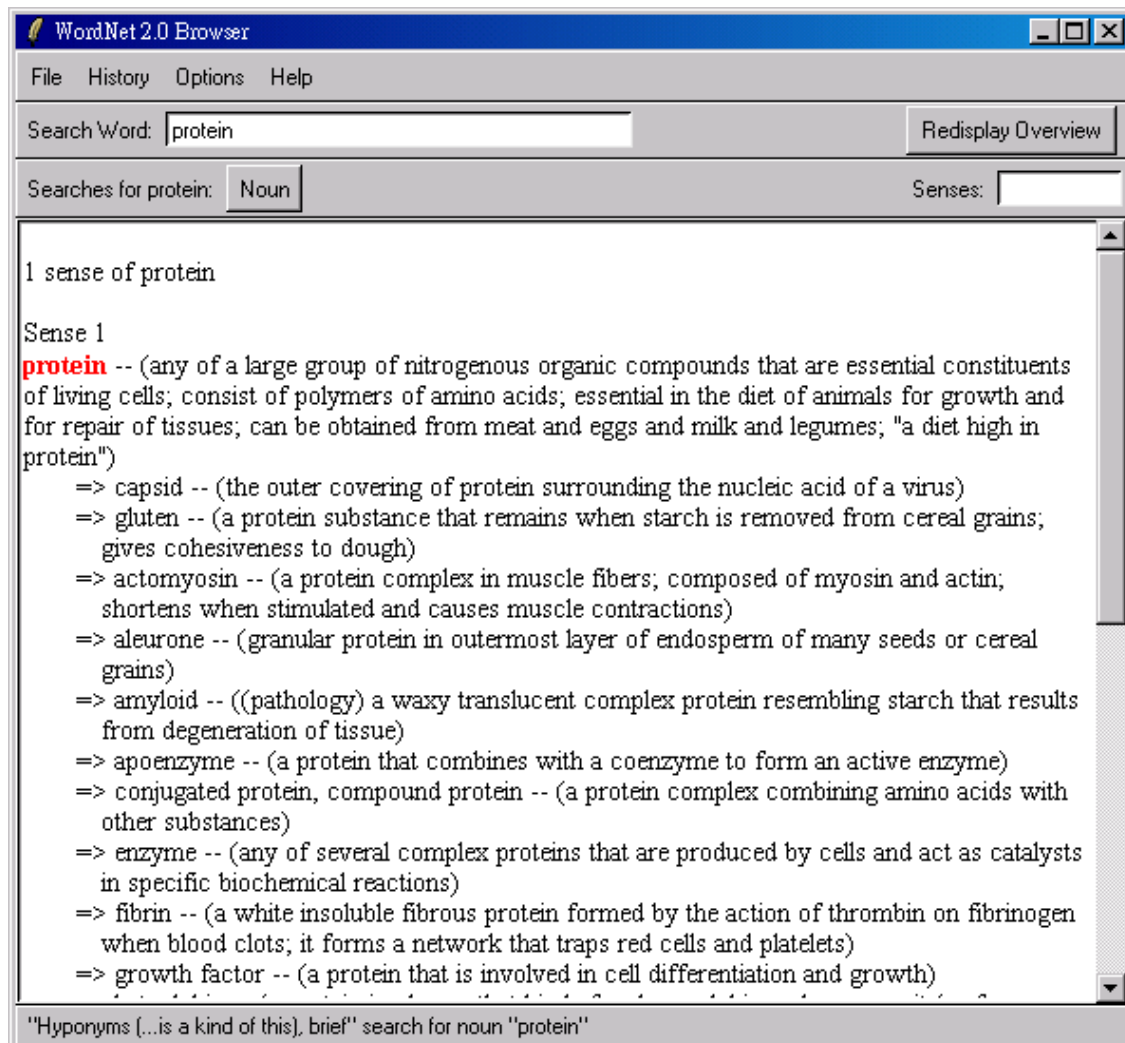 WordNet 2.0 Browser
File History Options Help
Search Word: protein Redisplay Overview
Searches for protein: Noun Senses:
1 sense of protein
Sense 1
protein -- (any of a large group of nitrogenous organic compounds that are essential constituents
of living cells; consist of polymers of amino acids; essential in the diet of animals for growth and
for repair of tissues; can be obtained from meat and eggs and milk and legumes; "a diet high in
protein")
=> capsid -- (the outer covering of protein surrounding the nucleic acid of a virus)
=> gluten -- (a protein substance that remains when starch is removed from cereal grains;
gives cohesiveness to dough)
=> actomyosin -- (a protein complex in muscle fibers; composed of myosin and actin;
shortens when stimulated and causes muscle contractions)
=> aleurone -- (granular protein in outermost layer of endosperm of many seeds or cereal
grains)
=> amyloid -- ((pathology) a waxy translucent complex protein resembling starch that results
from degeneration of tissue)
=> apoenzyme -- (a protein that combines with a coenzyme to form an active enzyme)
=> conjugated protein, compound protein -- (a protein complex combining amino acids with
other substances)
=> enzyme -- (any of several complex proteins that are produced by cells and act as catalysts
in specific biochemical reactions)
=> fibrin -- (a white insoluble fibrous protein formed by the action of thrombin on fibrinogen
when blood clots; it forms a network that traps red cells and platelets)
=> growth factor -- (a protein that is involved in cell differentiation and growth)
"Hyponyms (...is a kind of this), brief" search for noun "protein"